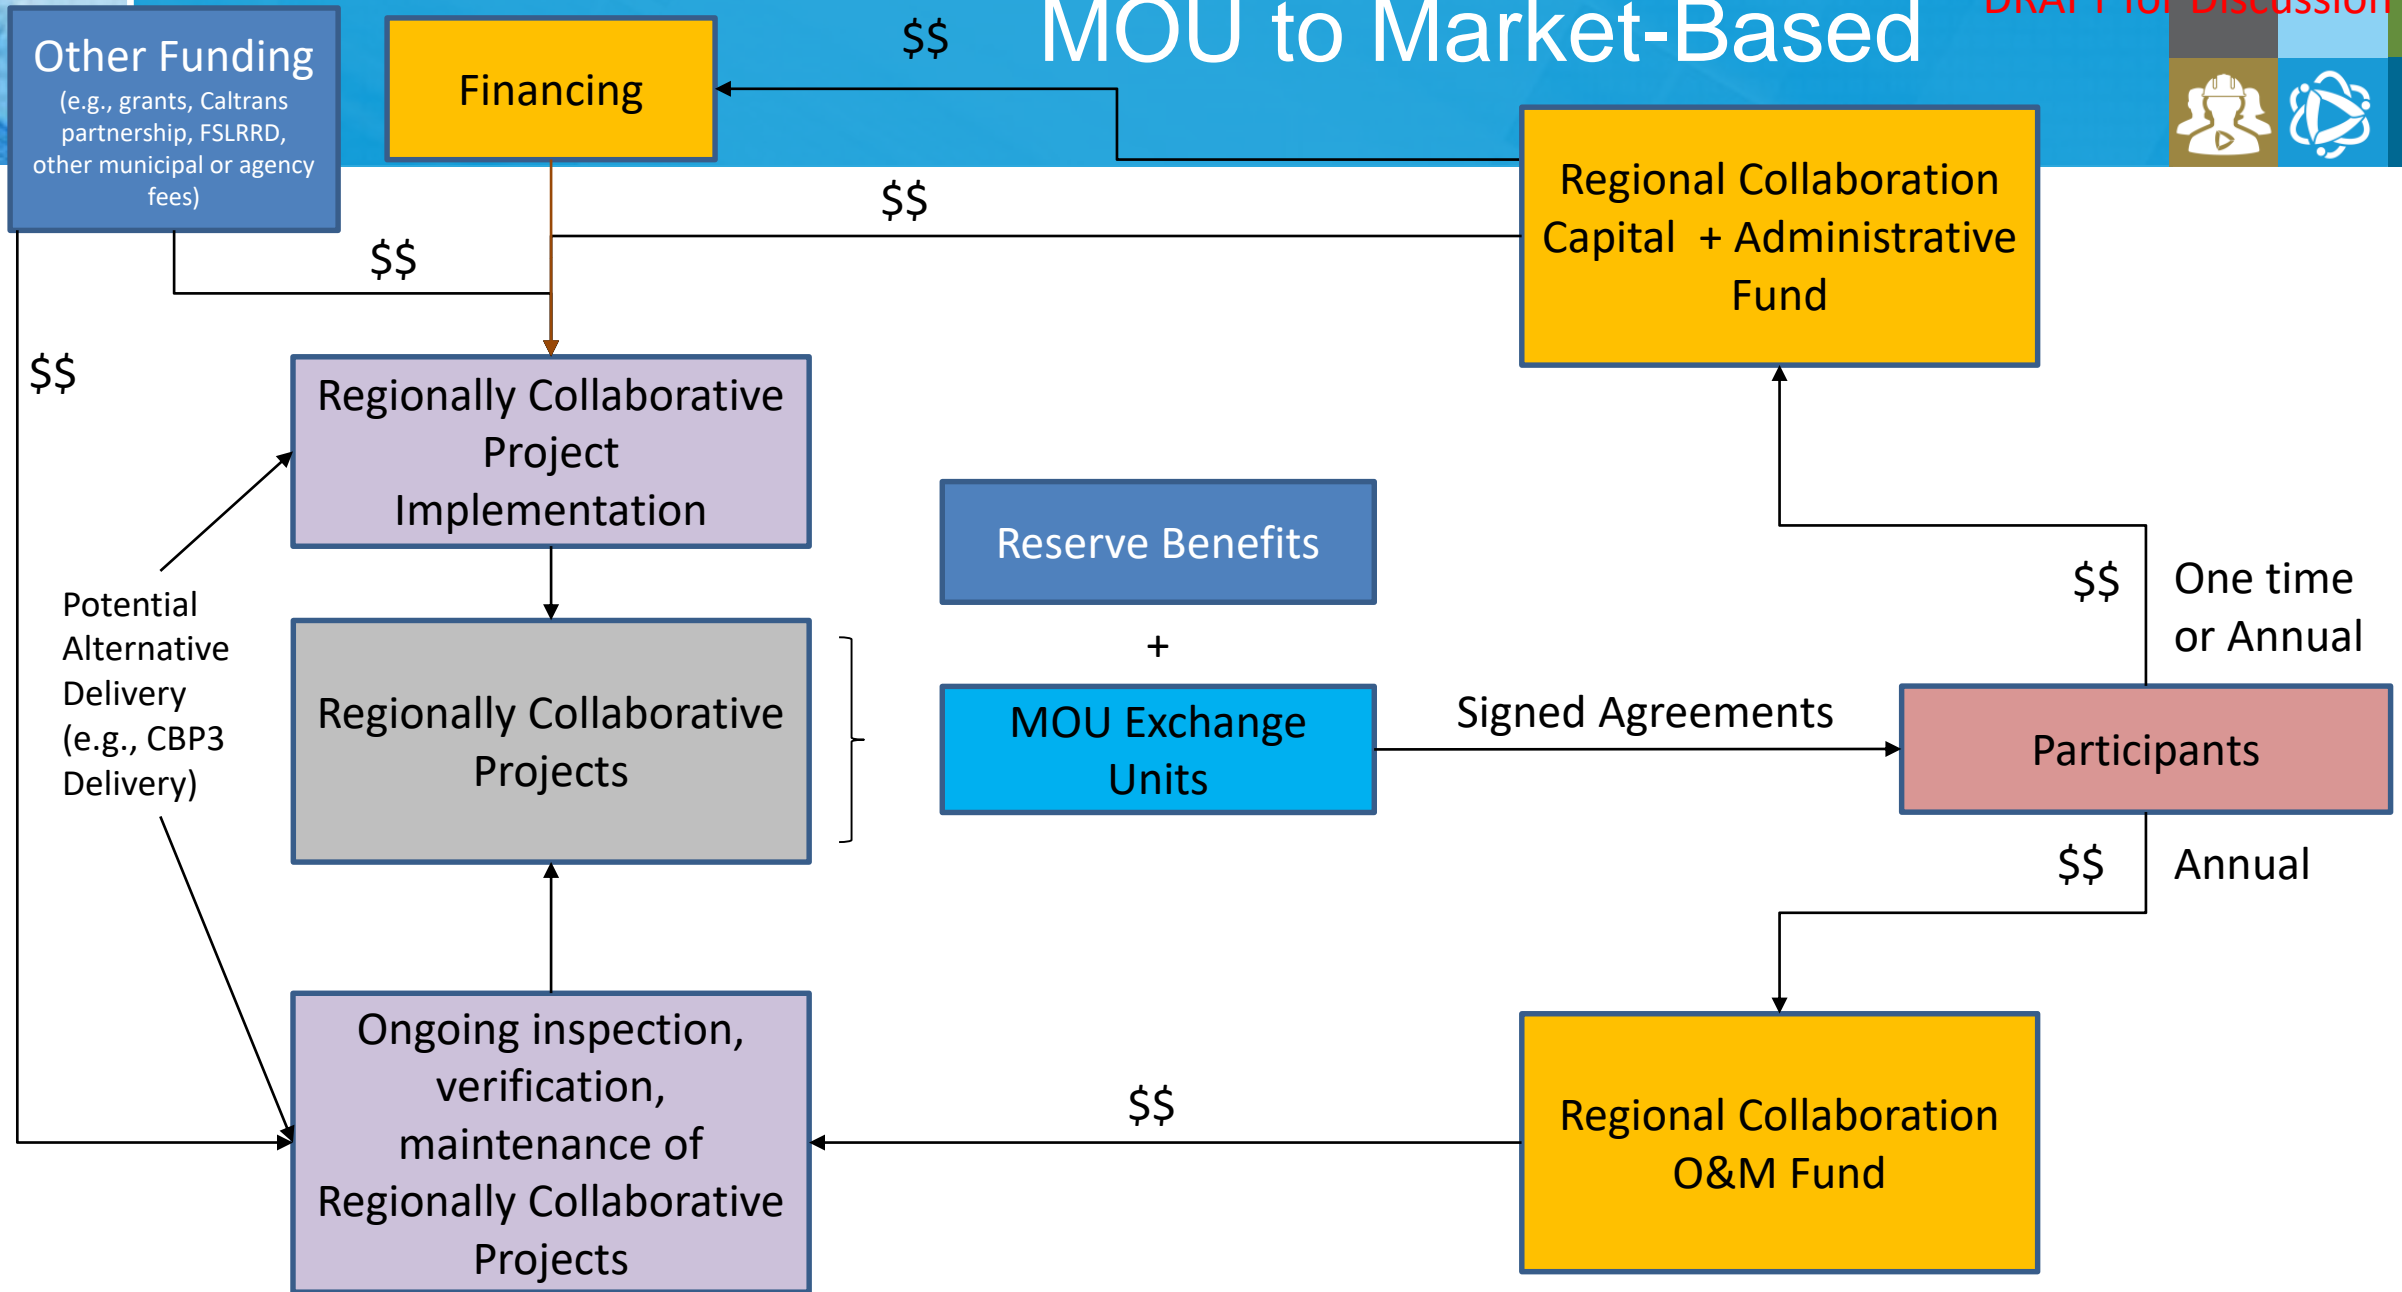 MOU to Market-Based
DRAFT for Discussion
Other Funding
(e.g., grants, Caltrans
partnership, FSLRRD,
other municipal or agency
fees)
Financing
$$
Regional Collaboration
Capital + Administrative
Fund
$$
$$
$$
Regionally Collaborative
Project
Implementation
Reserve Benefits
+
MOU Exchange
Units
Signed Agreements
Participants
$$
One time
or Annual
$$
Annual
Potential
Alternative
Delivery
(e.g., CBP3
Delivery)
Regionally Collaborative
Projects
Ongoing inspection,
verification,
maintenance of
Regionally Collaborative
Projects
$$
Regional Collaboration
O&M Fund